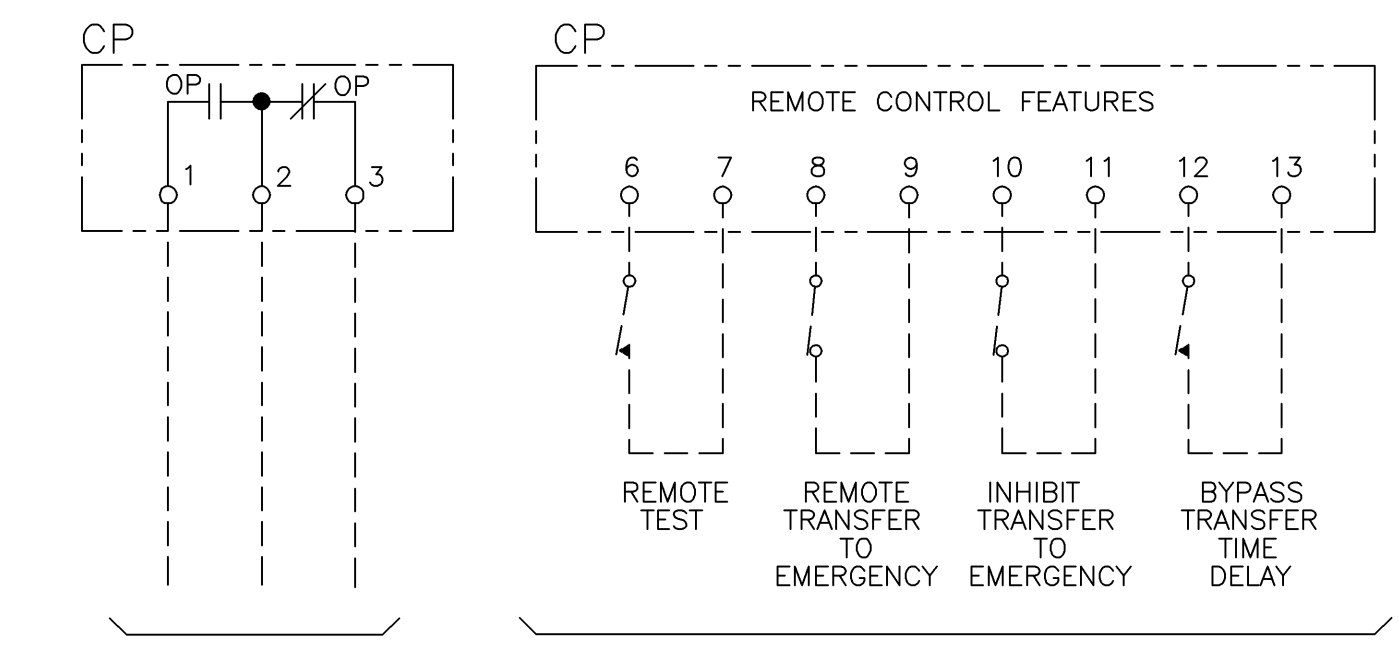 CP
OP OP
1 2 3
CP
REMOTE CONTROL FEATURES
6 7 8 9 10 11 12 13
REMOTE
TEST
REMOTE
TRANSFER
TO
EMERGENCY
INHIBIT
TRANSFER
TO
EMERGENCY
BYPASS
TRANSFER
TIME
DELAY